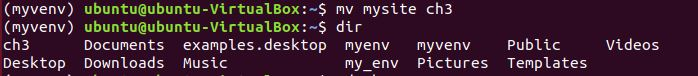 (myvenv) ubuntu@ubuntu-VirtualBox:~$ mv mysite ch3
(myvenv) ubuntu@ubuntu-VirtualBox:~$ dir
ch3 Documents examples.desktop myenv myvenv Public Videos
Desktop Downloads Music my_env Pictures Templates